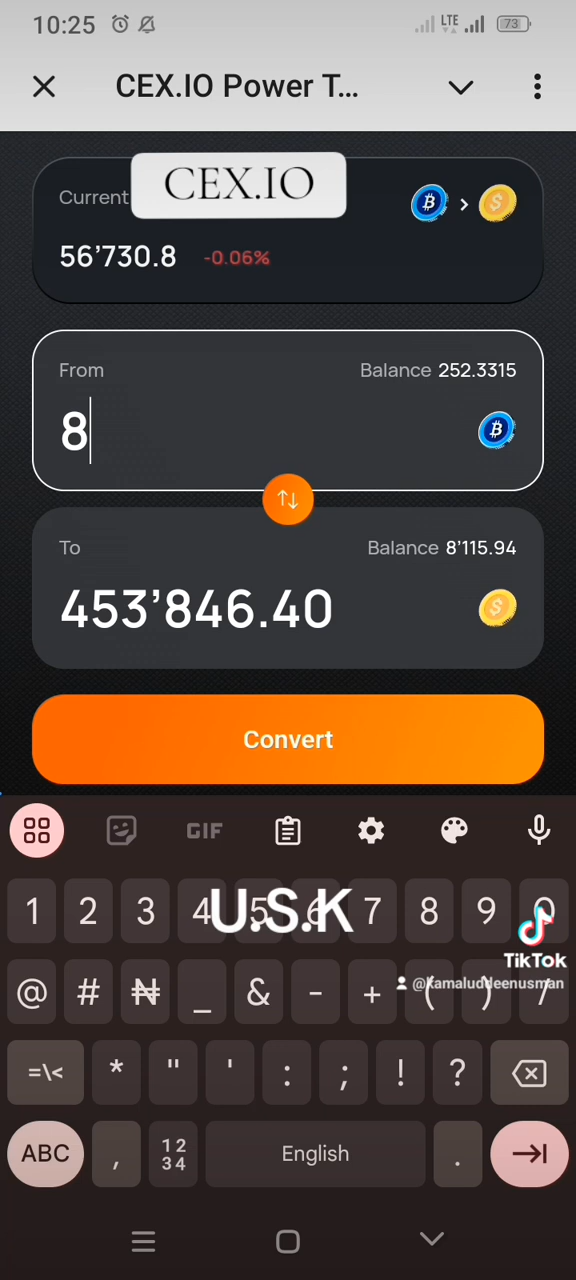 10:25
LTE
73
CEX.IO Power T...
Current
CEX.IO
56’730.8 -0.06%
From Balance 252.3315
8
To Balance 8’115.94
453’846.40
Convert
GIF
1 2 3 4 5 6 7 8 9 0
U.S.K
TikTok
@kamaluddeenusman
@ # ₦ _ & - + ( ) /
=\< * " ' : ; ! ?
ABC , 12 34 English .